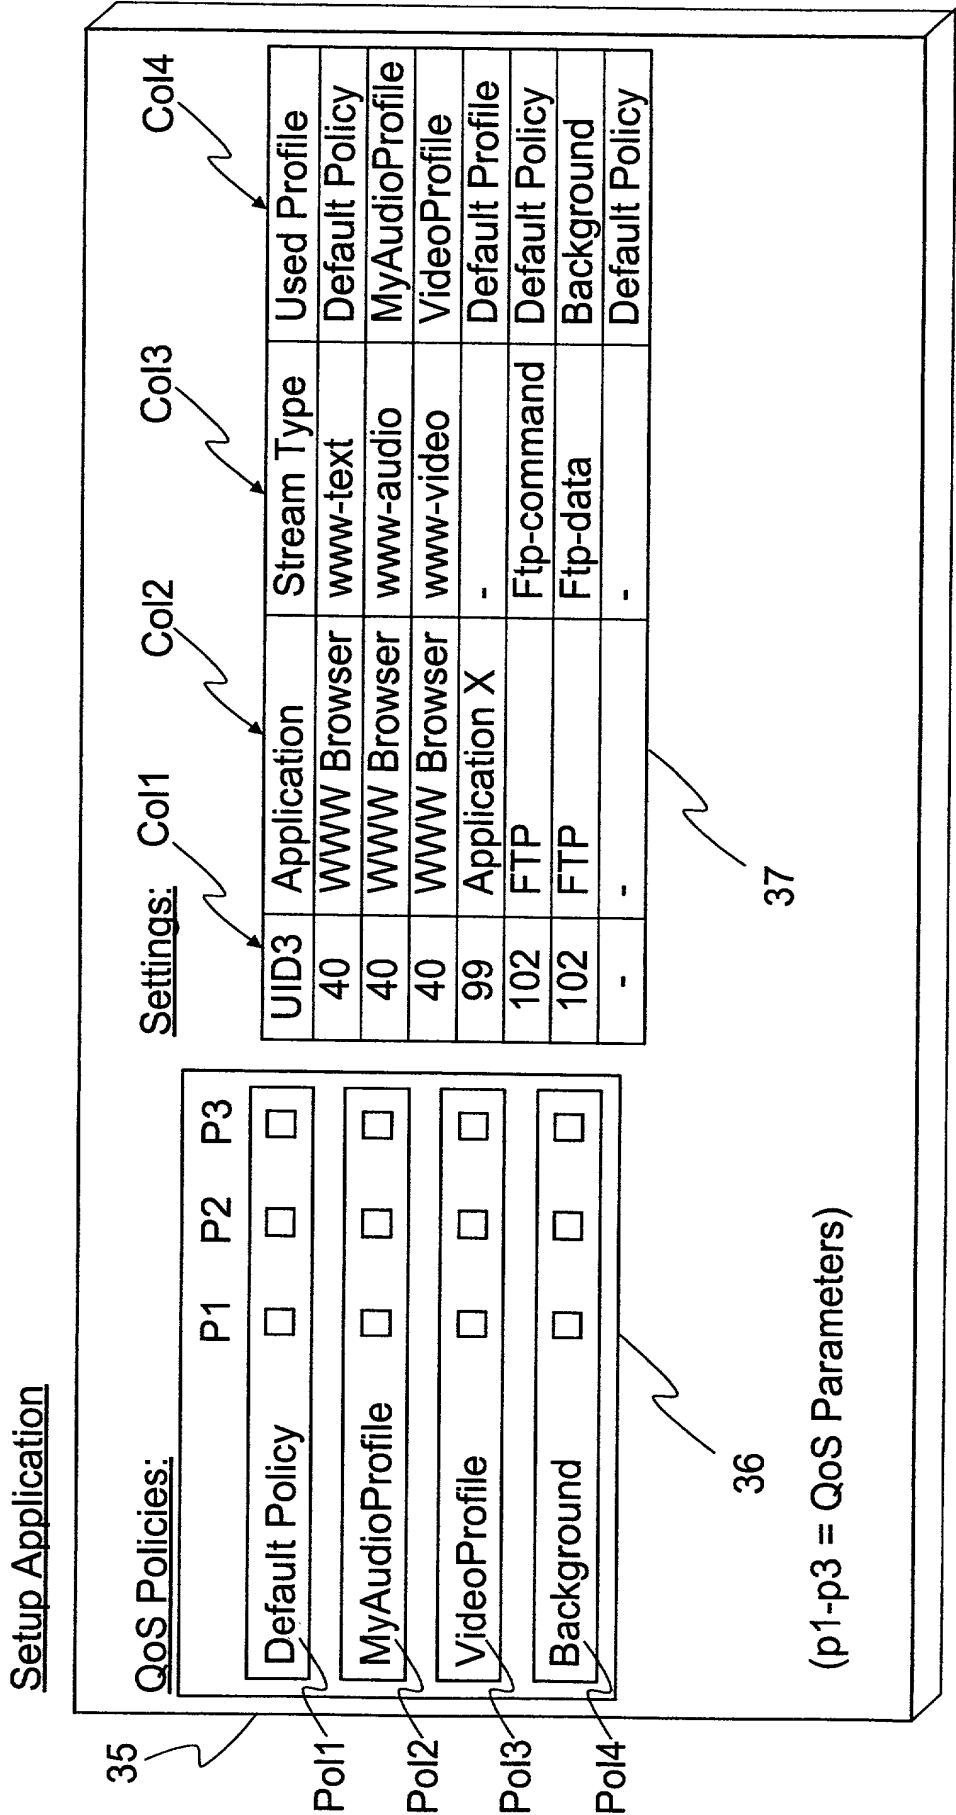 Setup Application
35
QoS Policies:
P1 P2 P3
Default Policy
MyAudioProfile
VideoProfile
Background
Pol1
Pol2
Pol3
Pol4
36
(p1-p3 = QoS Parameters)
Settings:
Col1
Col2
Col3
Col4
UID3 Application Stream Type Used Profile
40 WWW Browser www-text Default Policy
40 WWW Browser www-audio MyAudioProfile
40 WWW Browser www-video VideoProfile
99 Application X - Default Profile
102 FTP Ftp-command Default Policy
102 FTP Ftp-data Background
- - - Default Policy
37